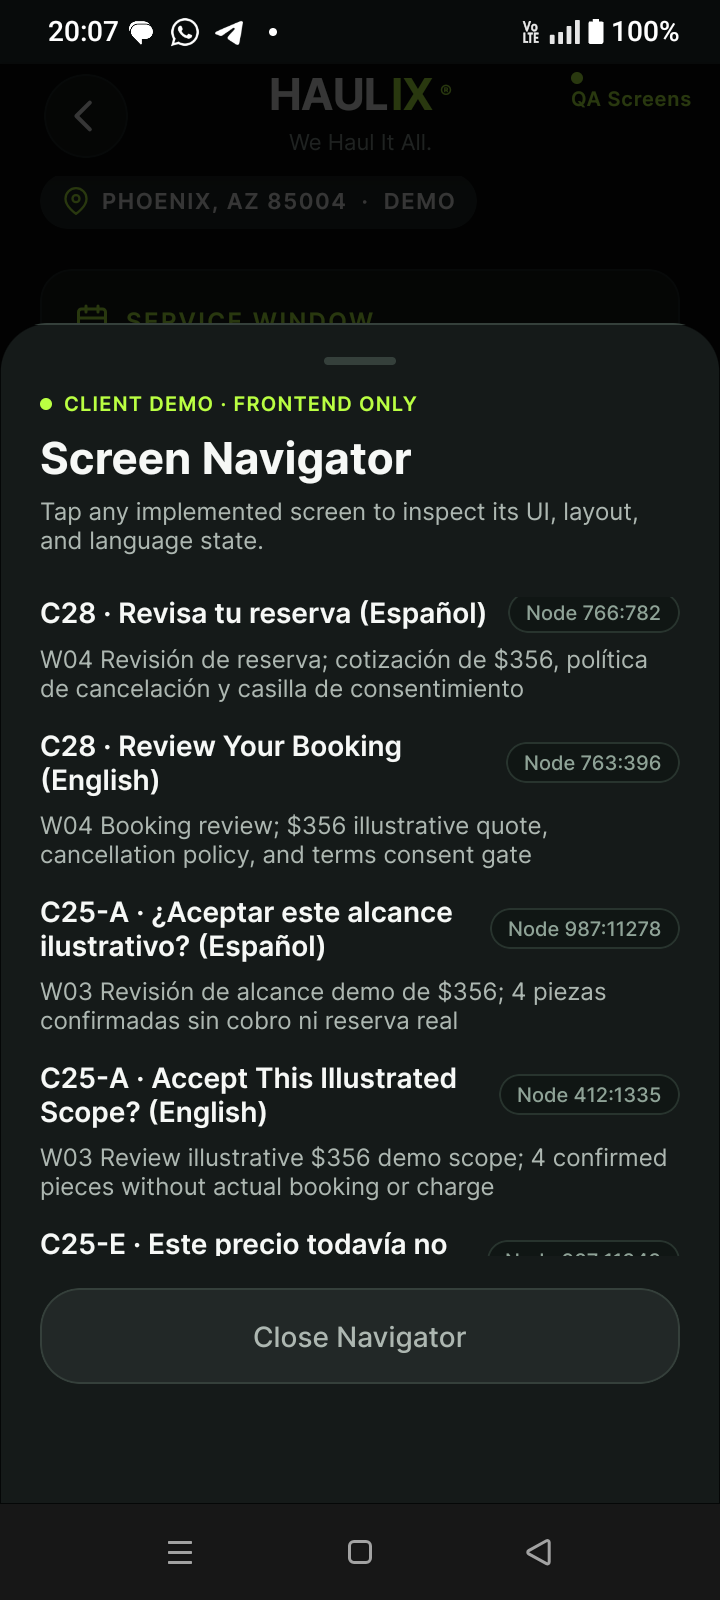 20:07
Vo
LTE
100%
HAULIX®
QA Screens
We Haul It All.
PHOENIX, AZ 85004 · DEMO
SERVICE WINDOW
CLIENT DEMO · FRONTEND ONLY
Screen Navigator
Tap any implemented screen to inspect its UI, layout,
and language state.
C28 · Revisa tu reserva (Español)
Node 766:782
W04 Revisión de reserva; cotización de $356, política
de cancelación y casilla de consentimiento
C28 · Review Your Booking
(English)
Node 763:396
W04 Booking review; $356 illustrative quote,
cancellation policy, and terms consent gate
C25-A · ¿Aceptar este alcance
ilustrativo? (Español)
Node 987:11278
W03 Revisión de alcance demo de $356; 4 piezas
confirmadas sin cobro ni reserva real
C25-A · Accept This Illustrated
Scope? (English)
Node 412:1335
W03 Review illustrative $356 demo scope; 4 confirmed
pieces without actual booking or charge
C25-E · Este precio todavía no
Node
Close Navigator